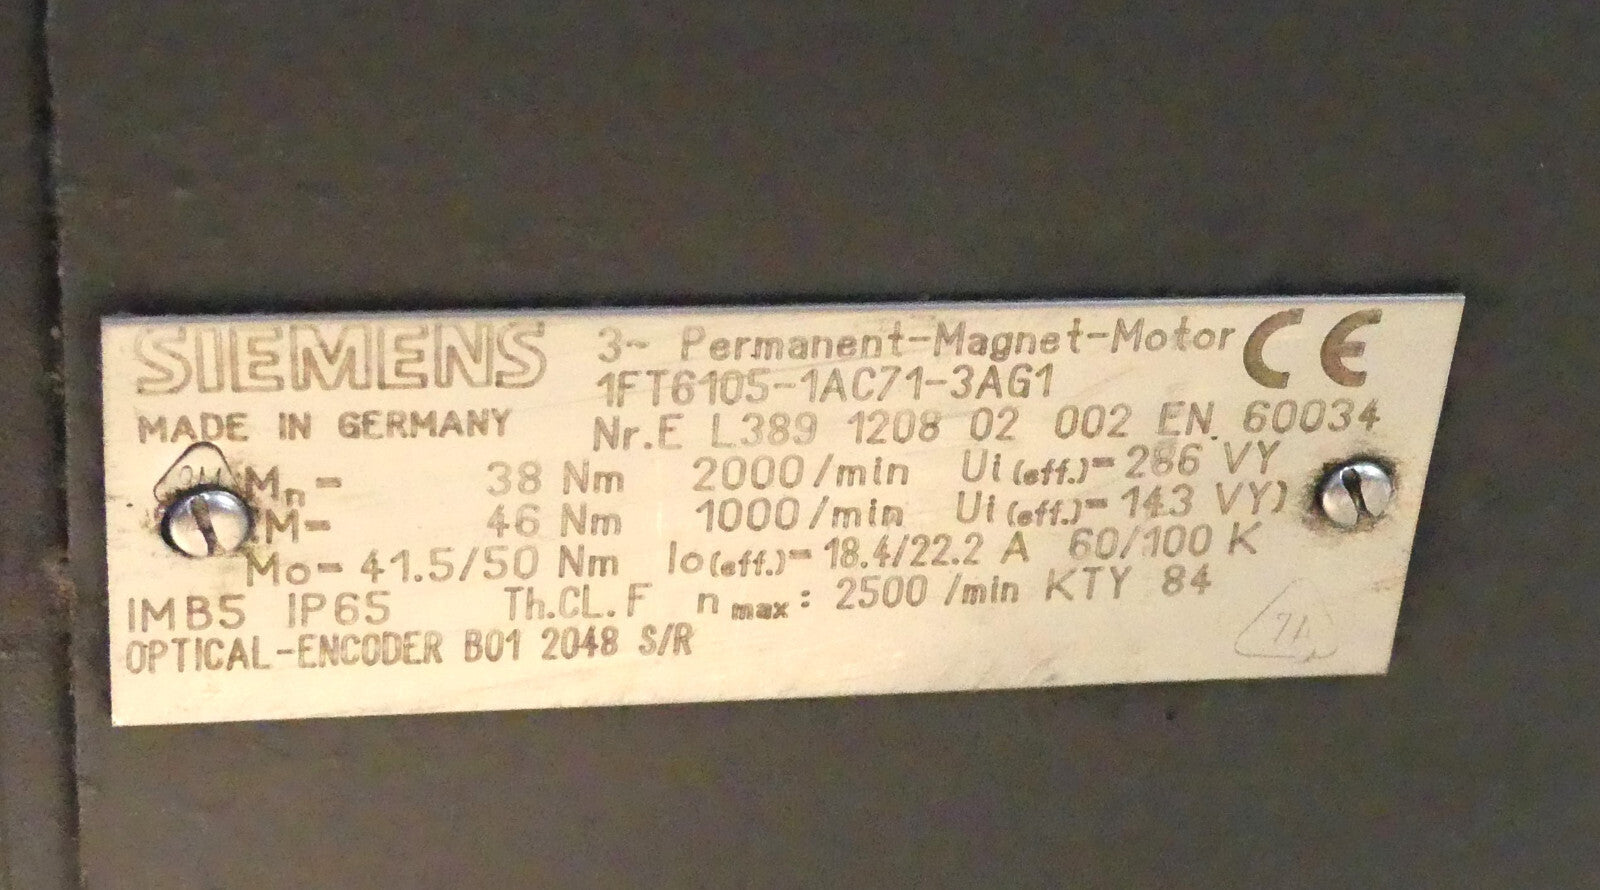 SIEMENS 3~ Permanent-Magnet-Motor CE
1FT6105-1AC71-3AG1
MADE IN GERMANY Nr.E L389 1208 02 002 EN 60034
Mn= 38 Nm 2000/min Ui(eff.)=286 VY
M= 46 Nm 1000/min Ui(eff.)=143 VY)
Mo=41.5/50 Nm Io(eff.)=18.4/22.2 A 60/100 K
IMB5 IP65 Th.CL.F nmax: 2500/min KTY 84
OPTICAL-ENCODER B01 2048 S/R